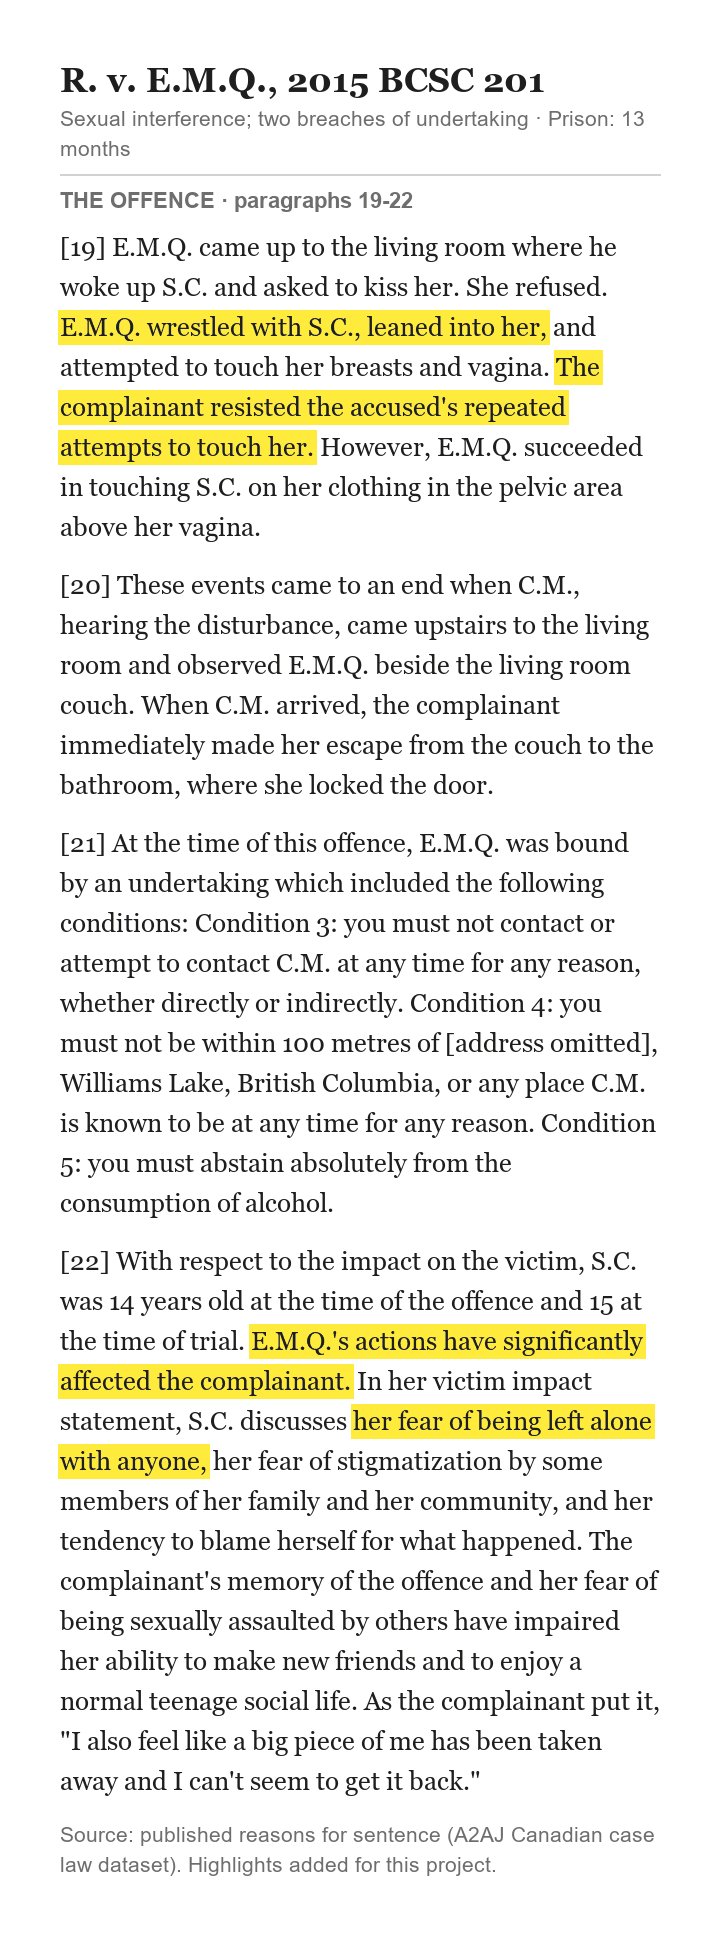 R. v. E.M.Q., 2015 BCSC 201
Sexual interference; two breaches of undertaking · Prison: 13
months
THE OFFENCE · paragraphs 19-22
[19] E.M.Q. came up to the living room where he
woke up S.C. and asked to kiss her. She refused.
E.M.Q. wrestled with S.C., leaned into her, and
attempted to touch her breasts and vagina. The
complainant resisted the accused's repeated
attempts to touch her. However, E.M.Q. succeeded
in touching S.C. on her clothing in the pelvic area
above her vagina.
[20] These events came to an end when C.M.,
hearing the disturbance, came upstairs to the living
room and observed E.M.Q. beside the living room
couch. When C.M. arrived, the complainant
immediately made her escape from the couch to the
bathroom, where she locked the door.
[21] At the time of this offence, E.M.Q. was bound
by an undertaking which included the following
conditions: Condition 3: you must not contact or
attempt to contact C.M. at any time for any reason,
whether directly or indirectly. Condition 4: you
must not be within 100 metres of [address omitted],
Williams Lake, British Columbia, or any place C.M.
is known to be at any time for any reason. Condition
5: you must abstain absolutely from the
consumption of alcohol.
[22] With respect to the impact on the victim, S.C.
was 14 years old at the time of the offence and 15 at
the time of trial. E.M.Q.'s actions have significantly
affected the complainant. In her victim impact
statement, S.C. discusses her fear of being left alone
with anyone, her fear of stigmatization by some
members of her family and her community, and her
tendency to blame herself for what happened. The
complainant's memory of the offence and her fear of
being sexually assaulted by others have impaired
her ability to make new friends and to enjoy a
normal teenage social life. As the complainant put it,
"I also feel like a big piece of me has been taken
away and I can't seem to get it back."
Source: published reasons for sentence (A2AJ Canadian case
law dataset). Highlights added for this project.